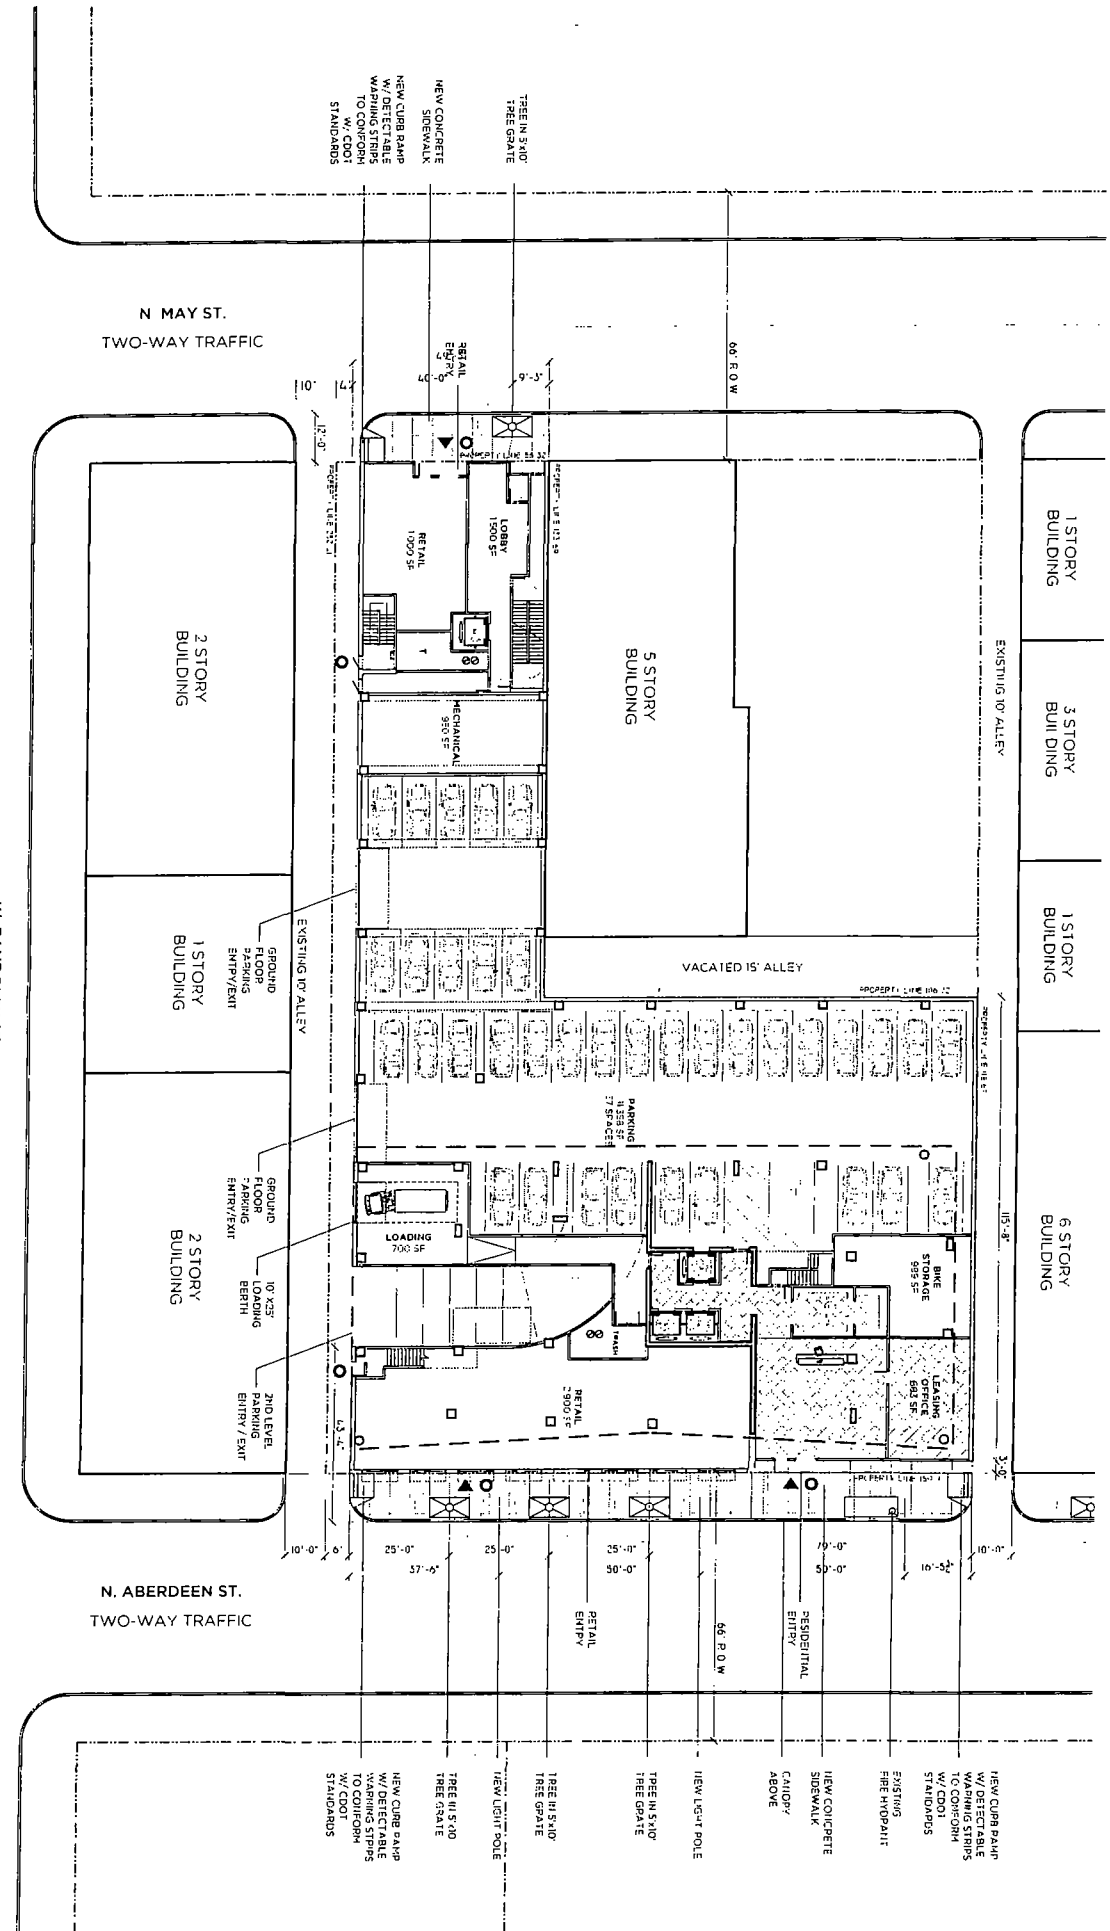 TREE IN 5'x10'
TREE GRATE
NEW CONCRETE
SIDEWALK
NEW CURB RAMP
W/ DETECTABLE
WARNING STRIPS
TO CONFORM
W/ CDOT
STANDARDS
N MAY ST.
TWO-WAY TRAFFIC
66' R O W
RETAIL
ENTRY
40'-0"
9'-3"
10'
4'
12'-0"
LOBBY
1500 SF
RETAIL
1000 SF
MECHANICAL
2 STORY
BUILDING
5 STORY
BUILDING
1 STORY
BUILDING
EXISTING 10' ALLEY
3 STORY
BUILDING
1 STORY
BUILDING
6 STORY
BUILDING
VACATED 15' ALLEY
1 STORY
BUILDING
EXISTING 10' ALLEY
GROUND
FLOOR
PARKING
ENTRY/EXIT
PARKING
GROUND
FLOOR
PARKING
ENTRY/EXIT
LOADING
700 SF
2 STORY
BUILDING
10' X25'
LOADING
BERTH
2ND LEVEL
PARKING
ENTRY / EXIT
TRASH
BIKE
STORAGE
LEASING
OFFICE
683 SF
RETAIL
115'-8"
43'-4"
3'-0"
10'-0"
6'
25'-0"
25'-0"
25'-0"
79'-0"
10'-0"
37'-6"
50'-0"
50'-0"
N. ABERDEEN ST.
TWO-WAY TRAFFIC
RETAIL
ENTRY
66' R O W
RESIDENTIAL
ENTRY
NEW CURB RAMP
W/ DETECTABLE
WARNING STRIPS
TO CONFORM
W/ CDOT
STANDARDS
TREE IN 5'x10'
TREE GRATE
NEW LIGHT POLE
TREE IN 5'x10'
TREE GRATE
TREE IN 5'x10'
TREE GRATE
NEW LIGHT POLE
CANOPY
ABOVE
NEW CONCRETE
SIDEWALK
EXISTING
FIRE HYDRANT
NEW CURB RAMP
W/ DETECTABLE
WARNING STRIPS
TO CONFORM
W/ CDOT
STANDARDS